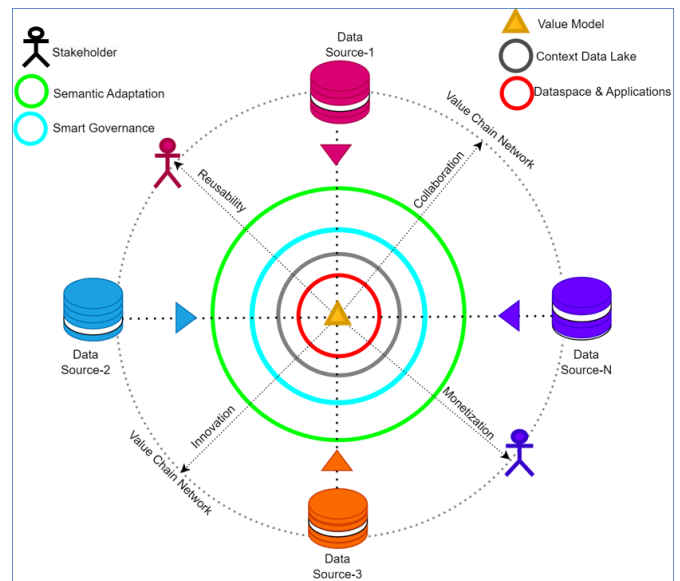 Stakeholder
Semantic Adaptation
Smart Governance
Data
Source-1
Value Model
Context Data Lake
Dataspace & Applications
Value Chain Network
Reusability
Collaboration
Data
Source-2
Data
Source-N
Innovation
Monetization
Value Chain Network
Data
Source-3